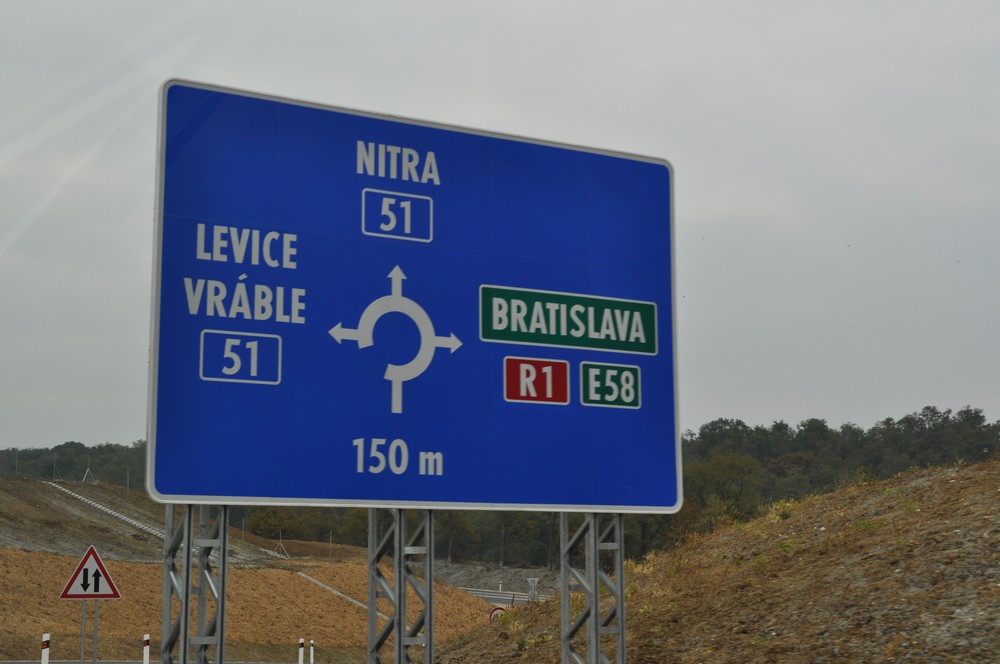 NITRA
51
LEVICE
VRÁBLE
51
BRATISLAVA
R1 E58
150 m